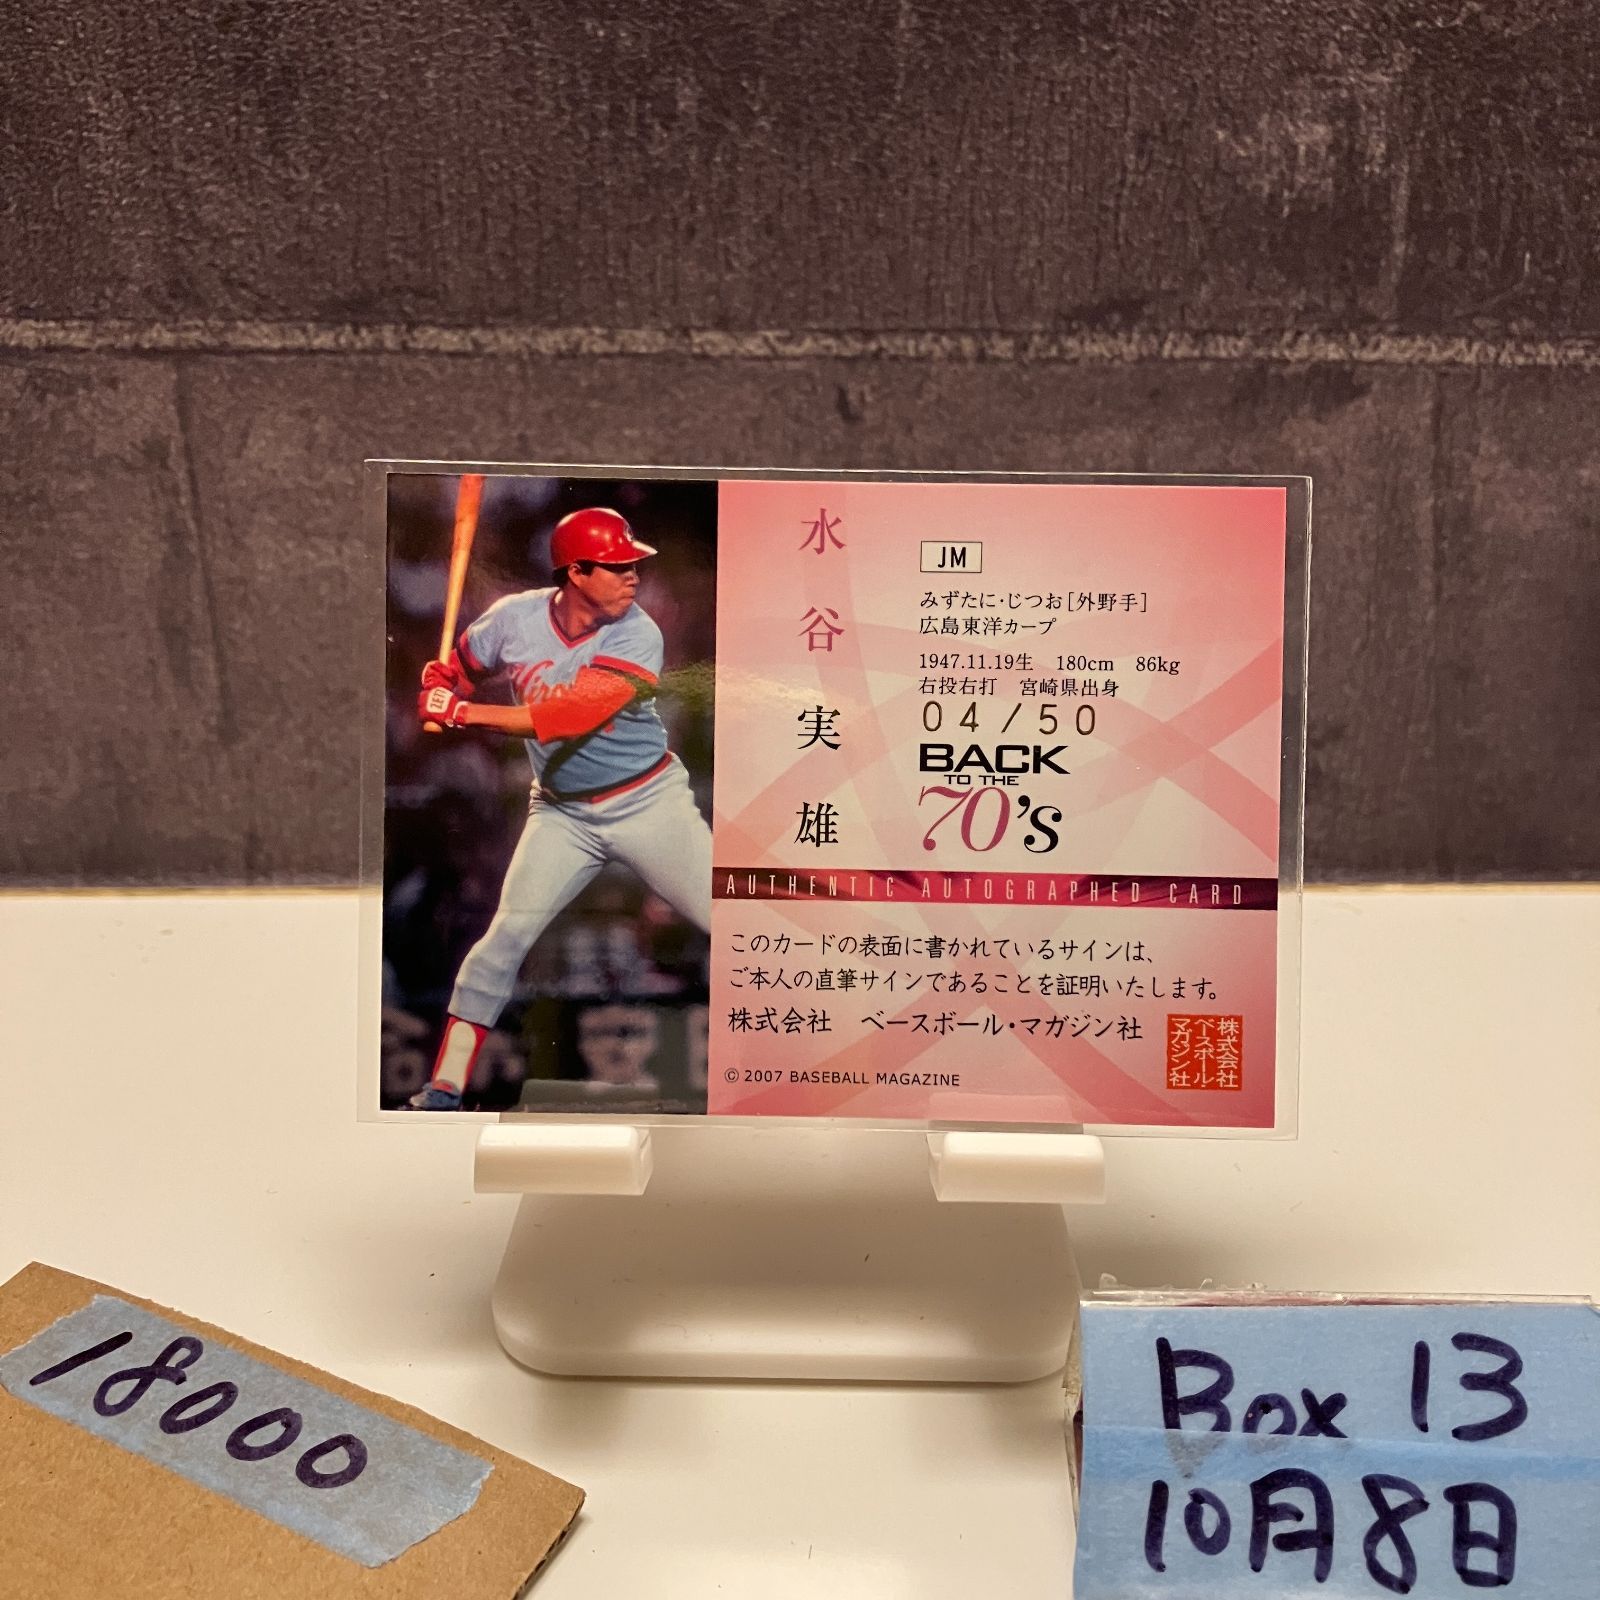 水谷実雄
JM
みずたに・じつお［外野手］
広島東洋カープ
1947.11.19生　180cm　86kg
右投右打　宮崎県出身
04/50
BACK
TO THE
70's
AUTHENTIC AUTOGRAPHED CARD
このカードの表面に書かれているサインは、
ご本人の直筆サインであることを証明いたします。
株式会社　ベースボール・マガジン社
株式会社
ベースボール・
マガジン社
© 2007 BASEBALL MAGAZINE
ZETT
18000
Box 13
10月8日